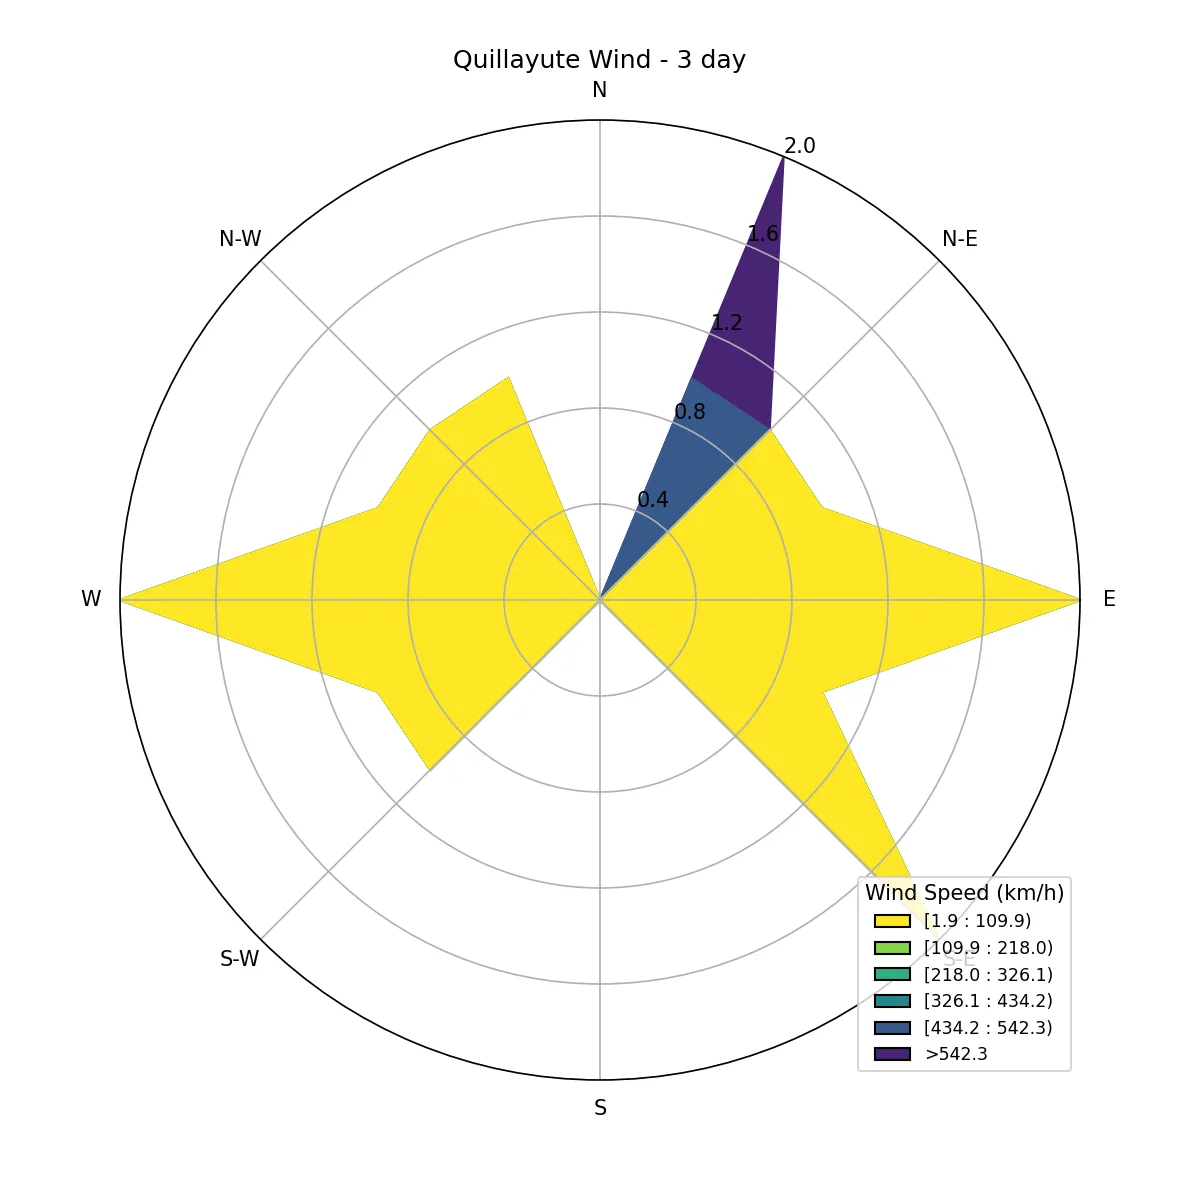 Quillayute Wind - 3 day
N
2.0
N-W
1.6
N-E
1.2
0.8
0.4
W
E
Wind Speed (km/h)
[1.9 : 109.9)
[109.9 : 218.0)
S-W
S-E
[218.0 : 326.1)
[326.1 : 434.2)
[434.2 : 542.3)
>542.3
S